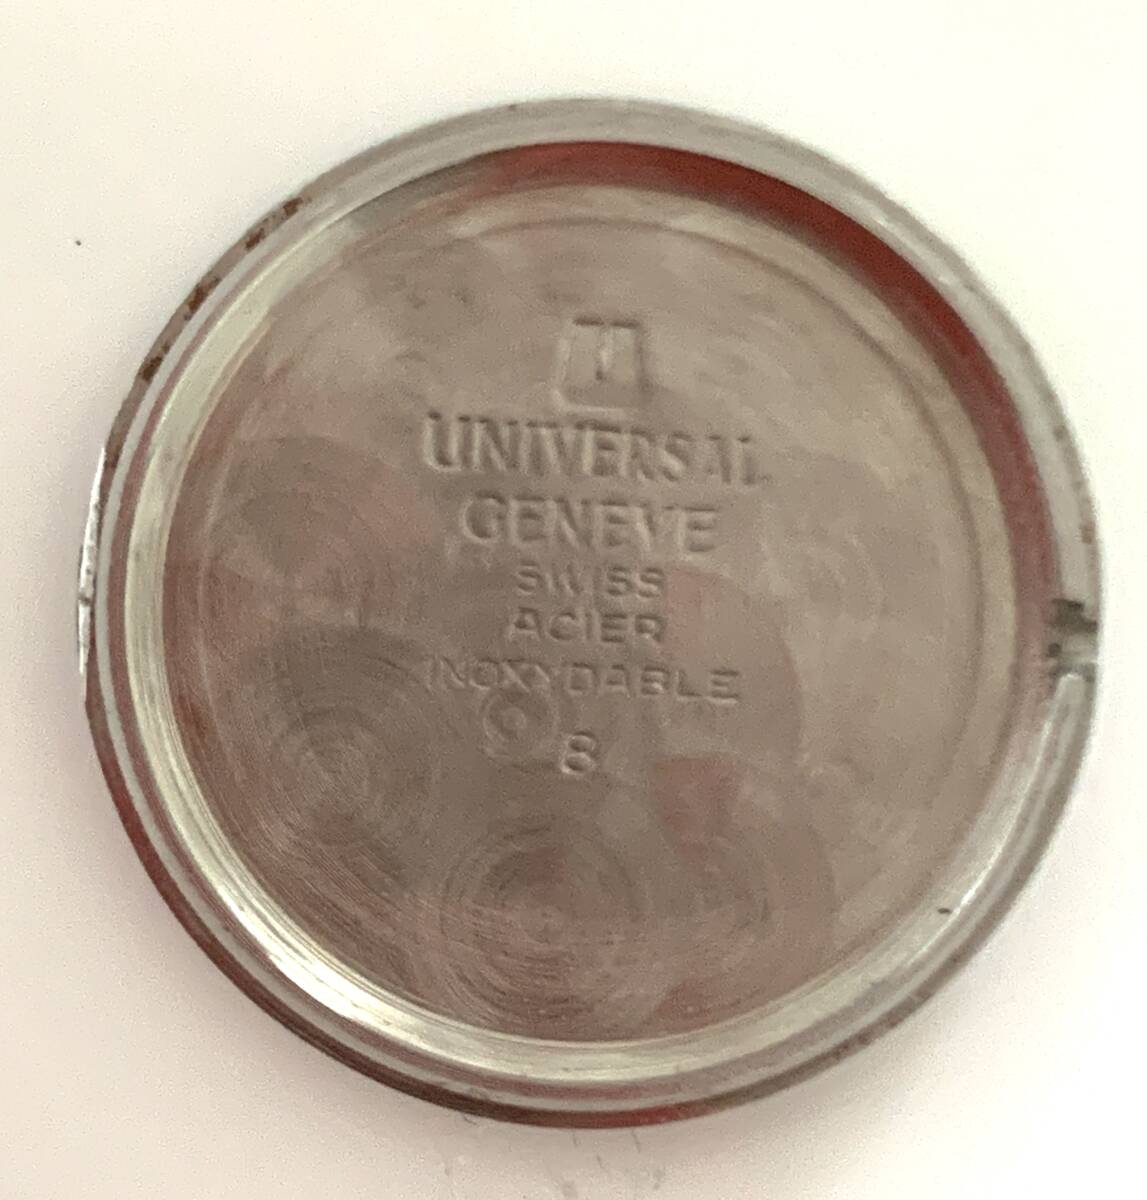 UNIVERSAL
GENEVE
SWISS
ACIER
INOXYDABLE
8